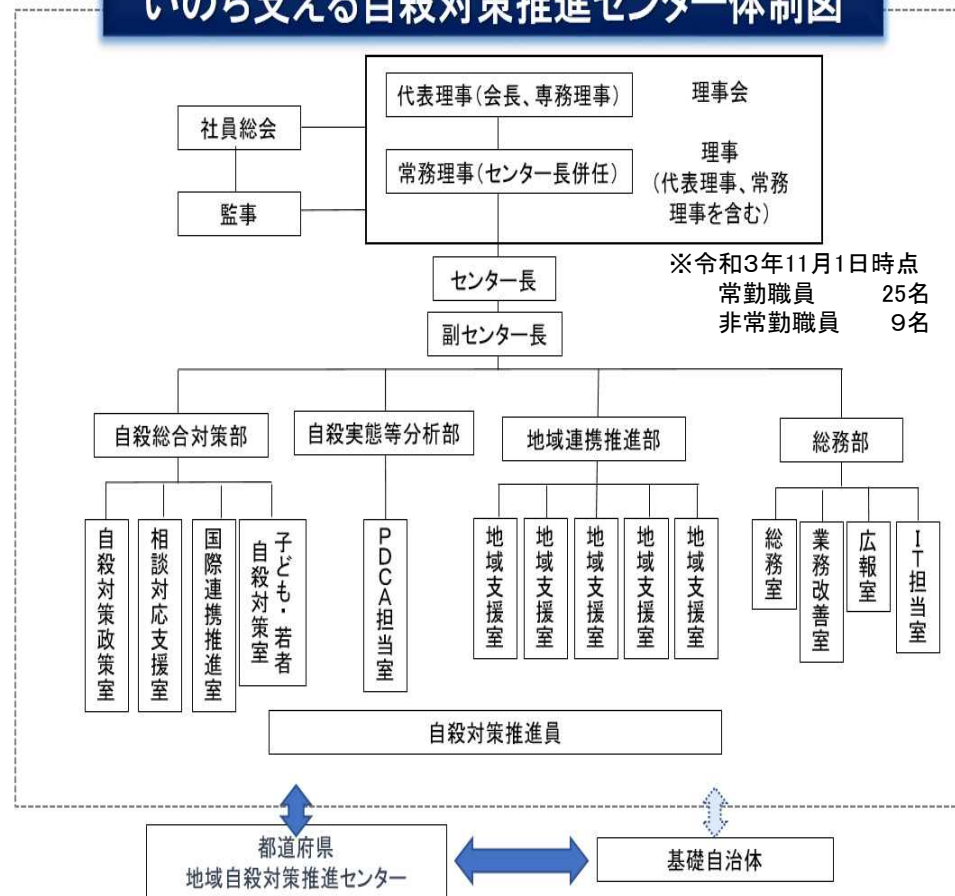 いのち支える自殺対策推進センター体制図
代表理事(会長、専務理事)
理事会
社員総会
常務理事(センター長併任)
理事
(代表理事、常務
理事を含む)
監事
センター長
※令和3年11月1日時点
常勤職員 25名
非常勤職員 9名
副センター長
自殺総合対策部
自殺実態等分析部
地域連携推進部
総務部
自殺対策政策室
相談対応支援室
国際連携推進室
子ども・若者
自殺対策室
PDCA担当室
地域支援室
地域支援室
地域支援室
地域支援室
地域支援室
総務室
業務改善室
広報室
IT担当室
自殺対策推進員
都道府県
地域自殺対策推進センター
基礎自治体